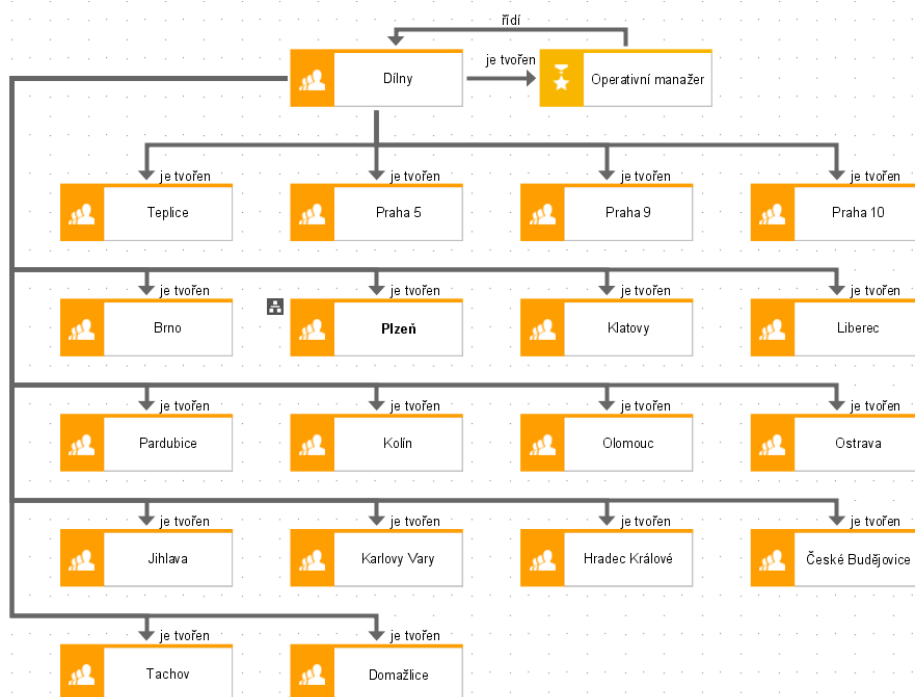 řídí
je tvořen
Dílny
Operativní manažer
je tvořen
je tvořen
je tvořen
je tvořen
Teplice
Praha 5
Praha 9
Praha 10
je tvořen
je tvořen
je tvořen
je tvořen
Brno
Plzeň
Klatovy
Liberec
je tvořen
je tvořen
je tvořen
je tvořen
Pardubice
Kolín
Olomouc
Ostrava
je tvořen
je tvořen
je tvořen
je tvořen
Jihlava
Karlovy Vary
Hradec Králové
České Budějovice
je tvořen
je tvořen
Tachov
Domažlice